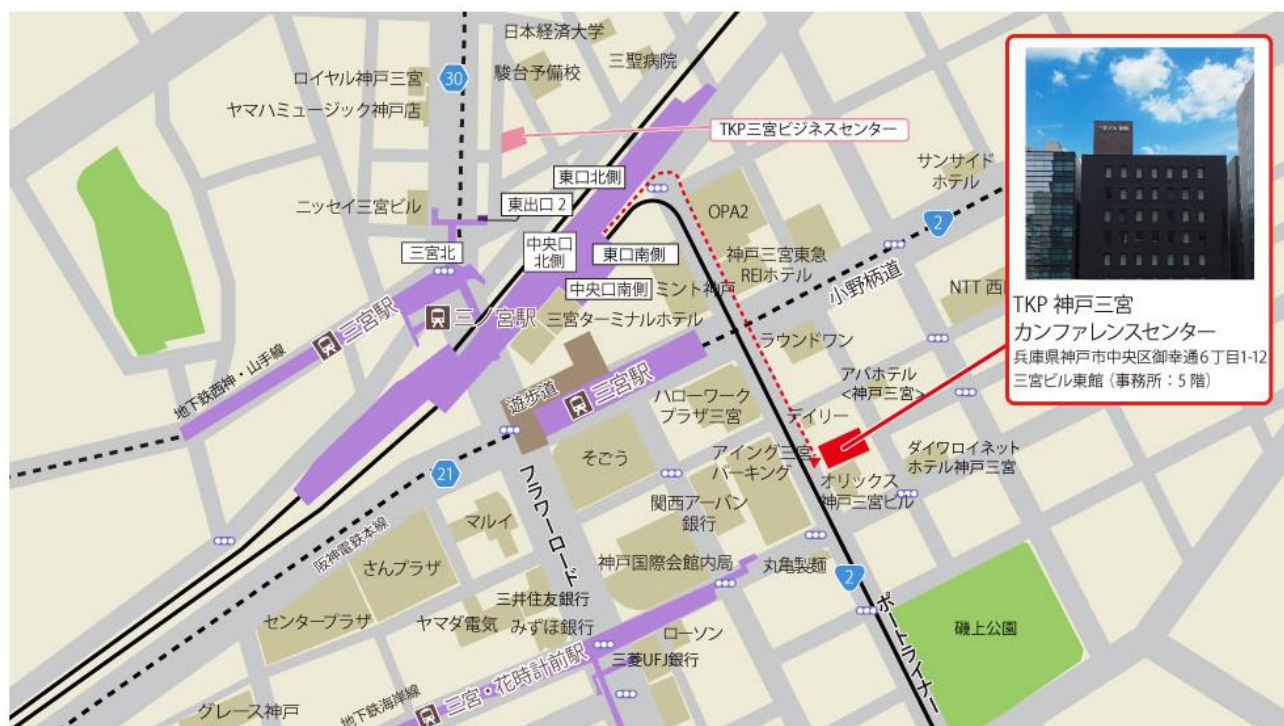 日本経済大学
三聖病院
駿台予備校
ロイヤル神戸三宮
ヤマハミュージック神戸店
30
TKP三宮ビジネスセンター
サンサイド
ホテル
東口北側
東出口 2
ニッセイ三宮ビル
OPA2
2
三宮北
中央口
北側
東口南側
神戸三宮東急
REIホテル
小野柄道
中央口南側
ミント神戸
NTT 西
TKP 神戸三宮
カンファレンスセンター
兵庫県神戸市中央区御幸通6丁目1-12
三宮ビル東館 (事務所：5 階)
三宮駅
三ノ宮駅
三宮ターミナルホテル
ラウンドワン
地下鉄西神・山手線
遊歩道
三宮駅
アパホテル
<神戸三宮>
ハローワーク
プラザ三宮
デイリー
そごう
アイング三宮
パーキング
ダイワロイネット
ホテル神戸三宮
オリックス
神戸三宮ビル
21
フラワーロード
関西アーバン
銀行
マルイ
阪神電鉄本線
さんプラザ
神戸国際会館内局
丸亀製麺
2
三井住友銀行
センタープラザ
ヤマダ電気
みずほ銀行
ローソン
三菱UFJ銀行
ポートライナー
磯上公園
三宮・花時計前駅
グレース神戸
地下鉄海岸線